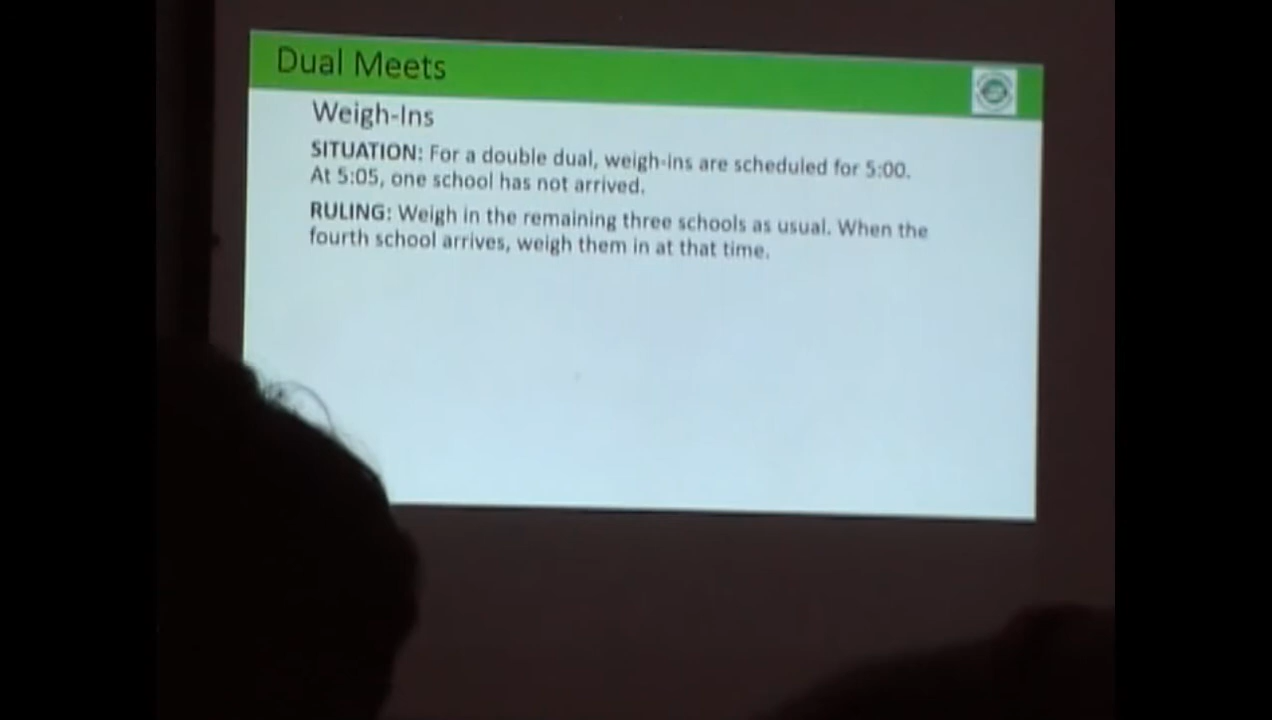 Dual Meets
Weigh-Ins
SITUATION: For a double dual, weigh-ins are scheduled for 5:00.
At 5:05, one school has not arrived.
RULING: Weigh in the remaining three schools as usual. When the
fourth school arrives, weigh them in at that time.